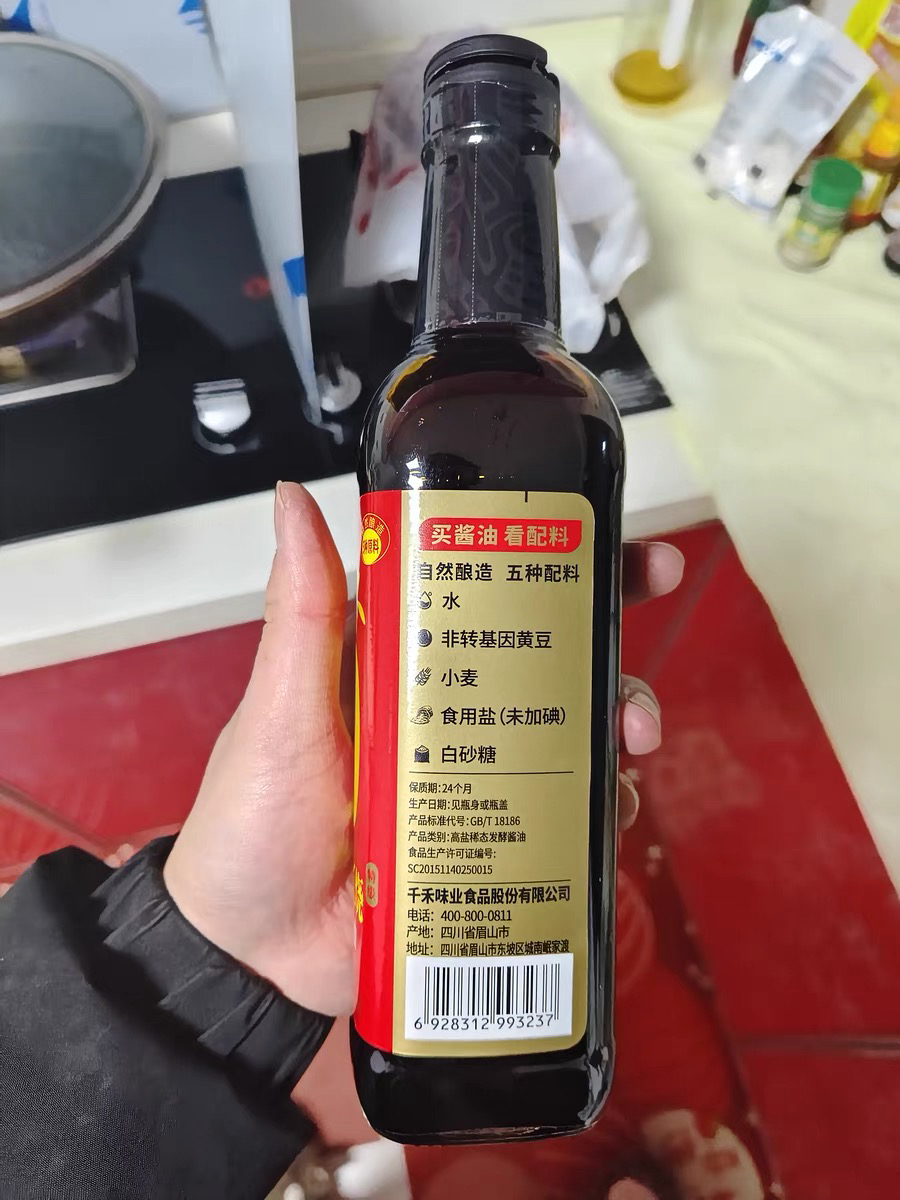 买酱油 看配料
自然酿造 五种配料
水
非转基因黄豆
小麦
食用盐(未加碘)
白砂糖
保质期:24个月
生产日期:见瓶身或瓶盖
产品标准代号:GB/T 18186
产品类别:高盐稀态发酵酱油
食品生产许可证编号:
SC20151140250015
千禾味业食品股份有限公司
电话: 400-800-0811
产地: 四川省眉山市
地址: 四川省眉山市东坡区城南岷家渡
6 928312 993237